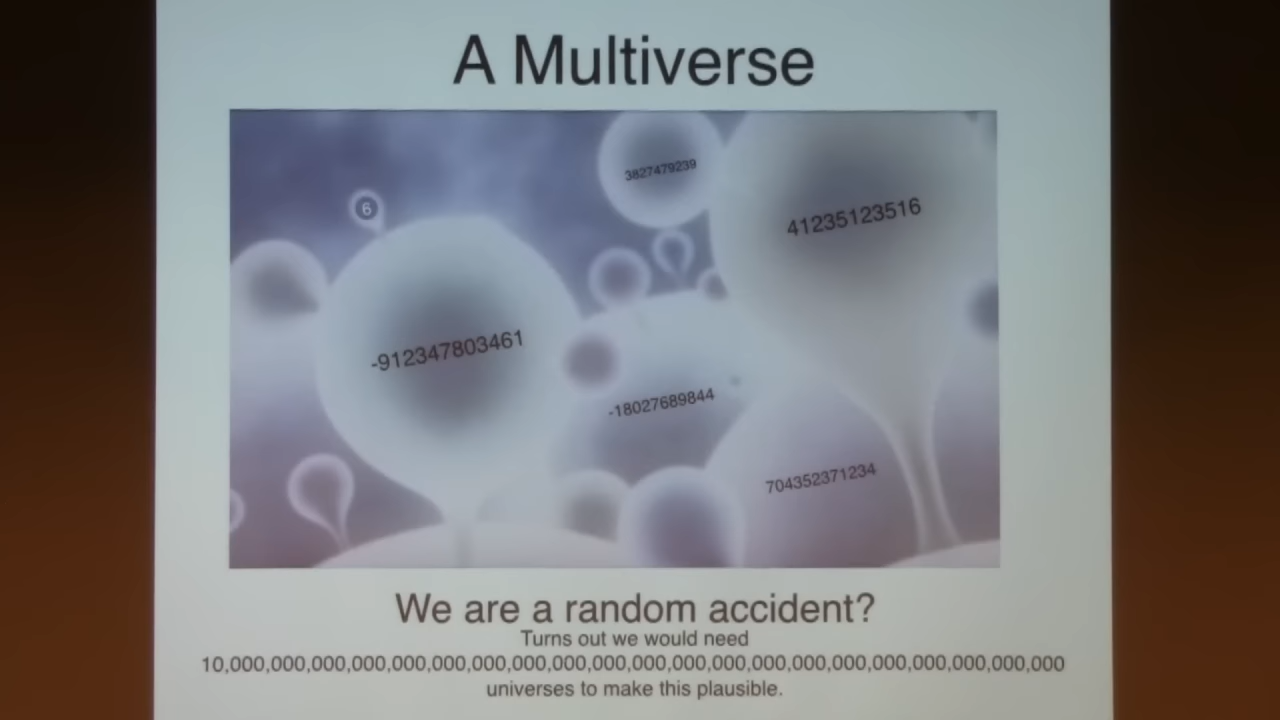 A Multiverse
3827479239
41235123516
6
-912347803461
-18027689844
704352371234
We are a random accident?
Turns out we would need
10,000,000,000,000,000,000,000,000,000,000,000,000,000,000,000,000,000,000,000,000,000
universes to make this plausible.